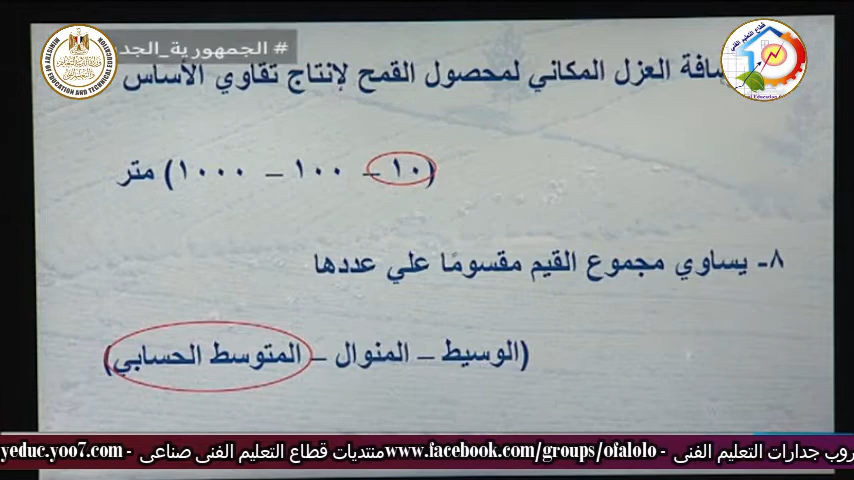 # الجمهورية_الجد
سافة العزل المكاني لمحصول القمح لإنتاج تقاوي الأساس
(١٠ – ١٠٠ – ١٠٠٠) متر
٨- يساوي مجموع القيم مقسومًا علي عددها
(الوسيط – المنوال – المتوسط الحسابي)
روب جدارات التعليم الفنى - www.facebook.com/groups/ofalolo منتديات قطاع التعليم الفنى صناعى - yeduc.yoo7.com